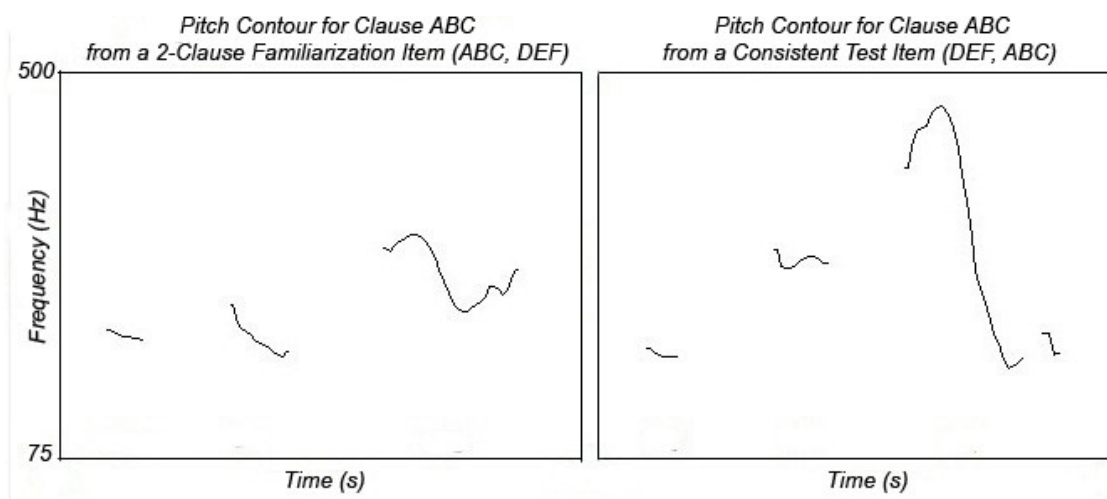 Pitch Contour for Clause ABC
from a 2-Clause Familiarization Item (ABC, DEF)
Pitch Contour for Clause ABC
from a Consistent Test Item (DEF, ABC)
500
Frequency (Hz)
75
Time (s)
Time (s)